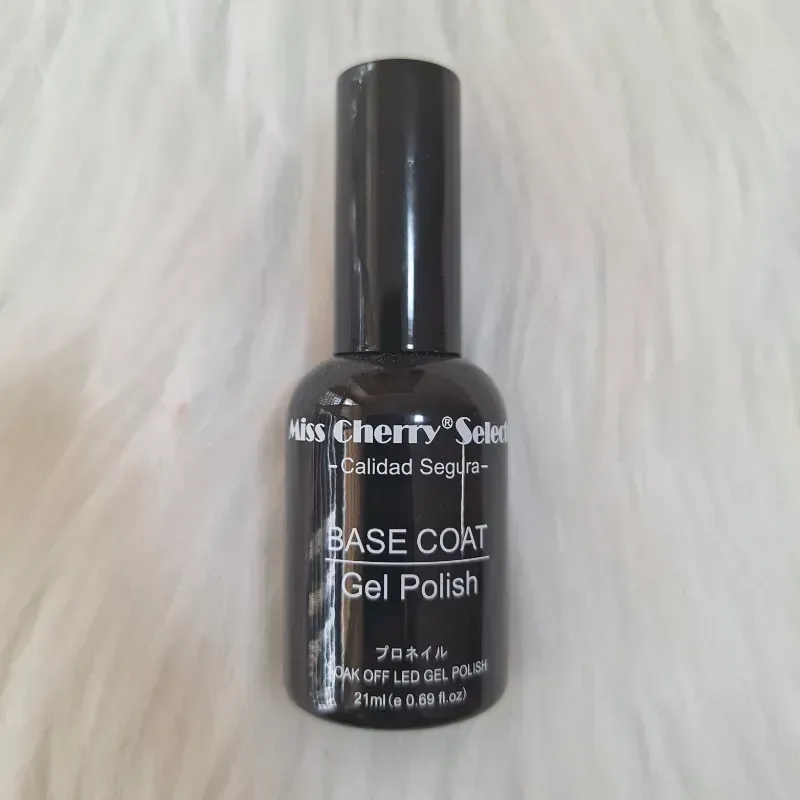 Miss Cherry® Select
-Calidad Segura-
BASE COAT
Gel Polish
プロネイル
SOAK OFF LED GEL POLISH
21ml(e 0.69 fl.oz)